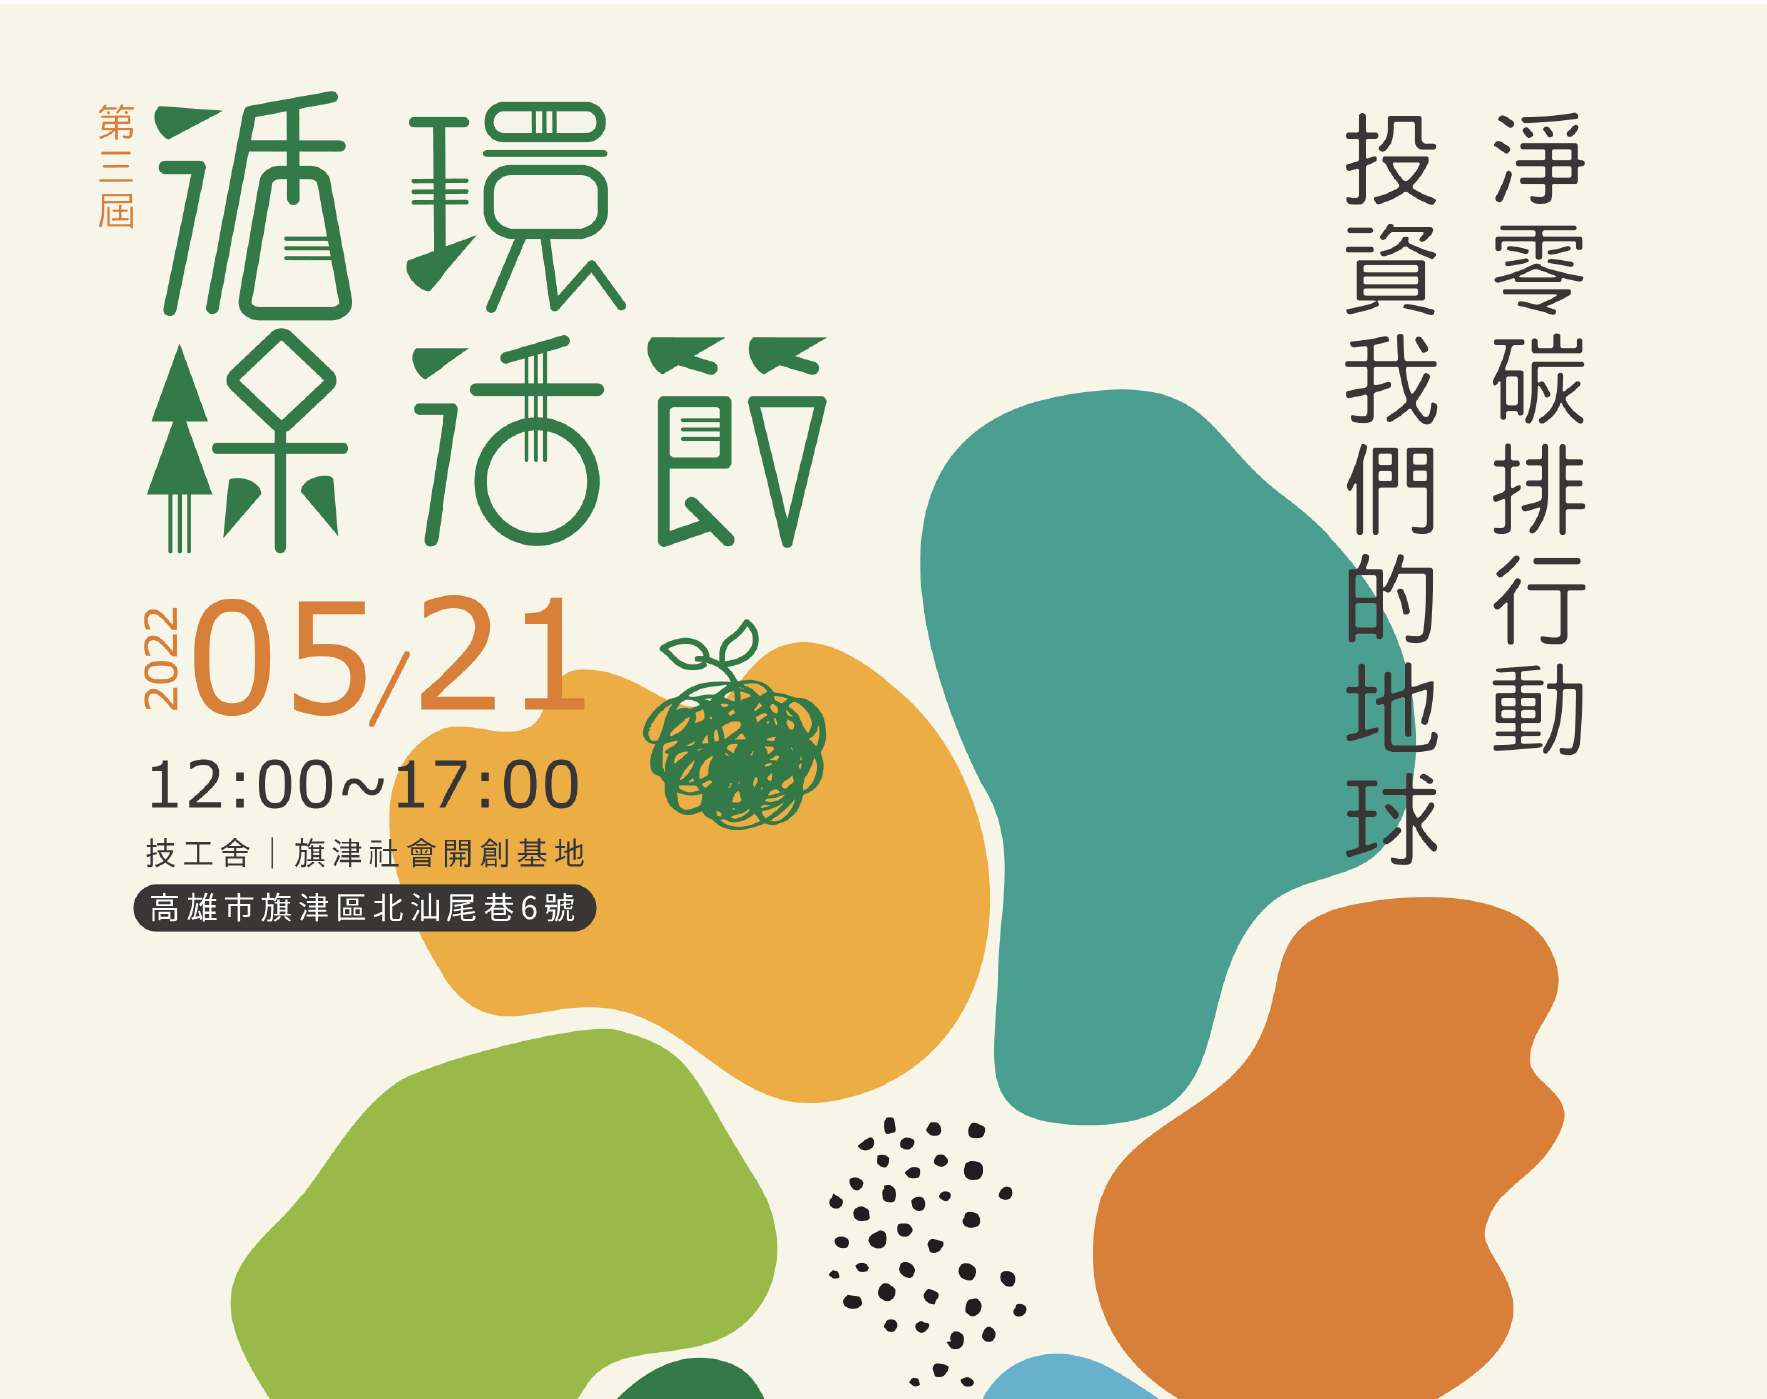 第三屆
循環
綠活節
2022
05/21
12:00~17:00
技工舍｜旗津社會開創基地
高雄市旗津區北汕尾巷6號
淨零碳排行動
投資我們的地球